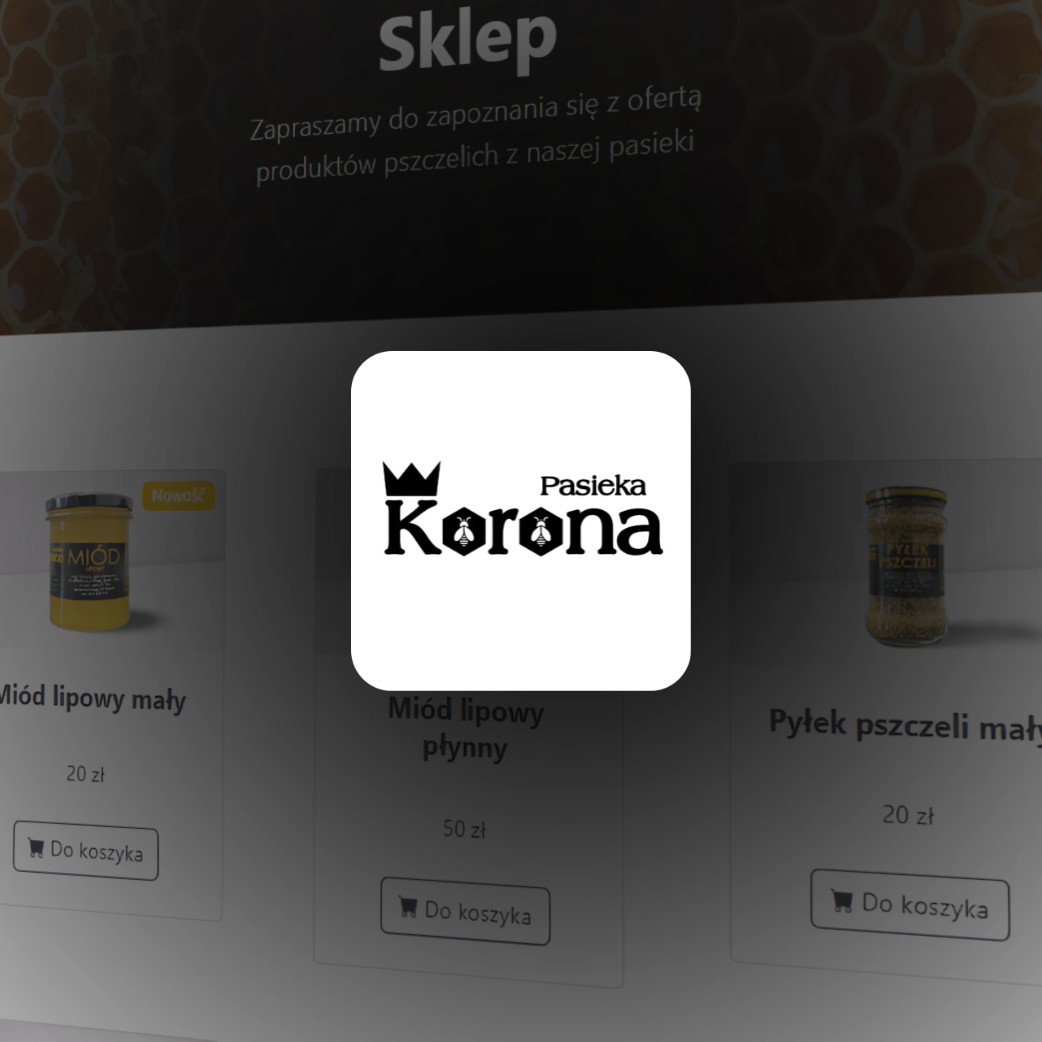 Sklep
Zapraszamy do zapoznania się z ofertą
produktów pszczelich z naszej pasieki
Pasieka
Korona
Nowość
MIÓD
PYŁEK
PSZCZELI
Miód lipowy mały
20 zł
Do koszyka
Miód lipowy
płynny
50 zł
Do koszyka
Pyłek pszczeli mały
20 zł
Do koszyka